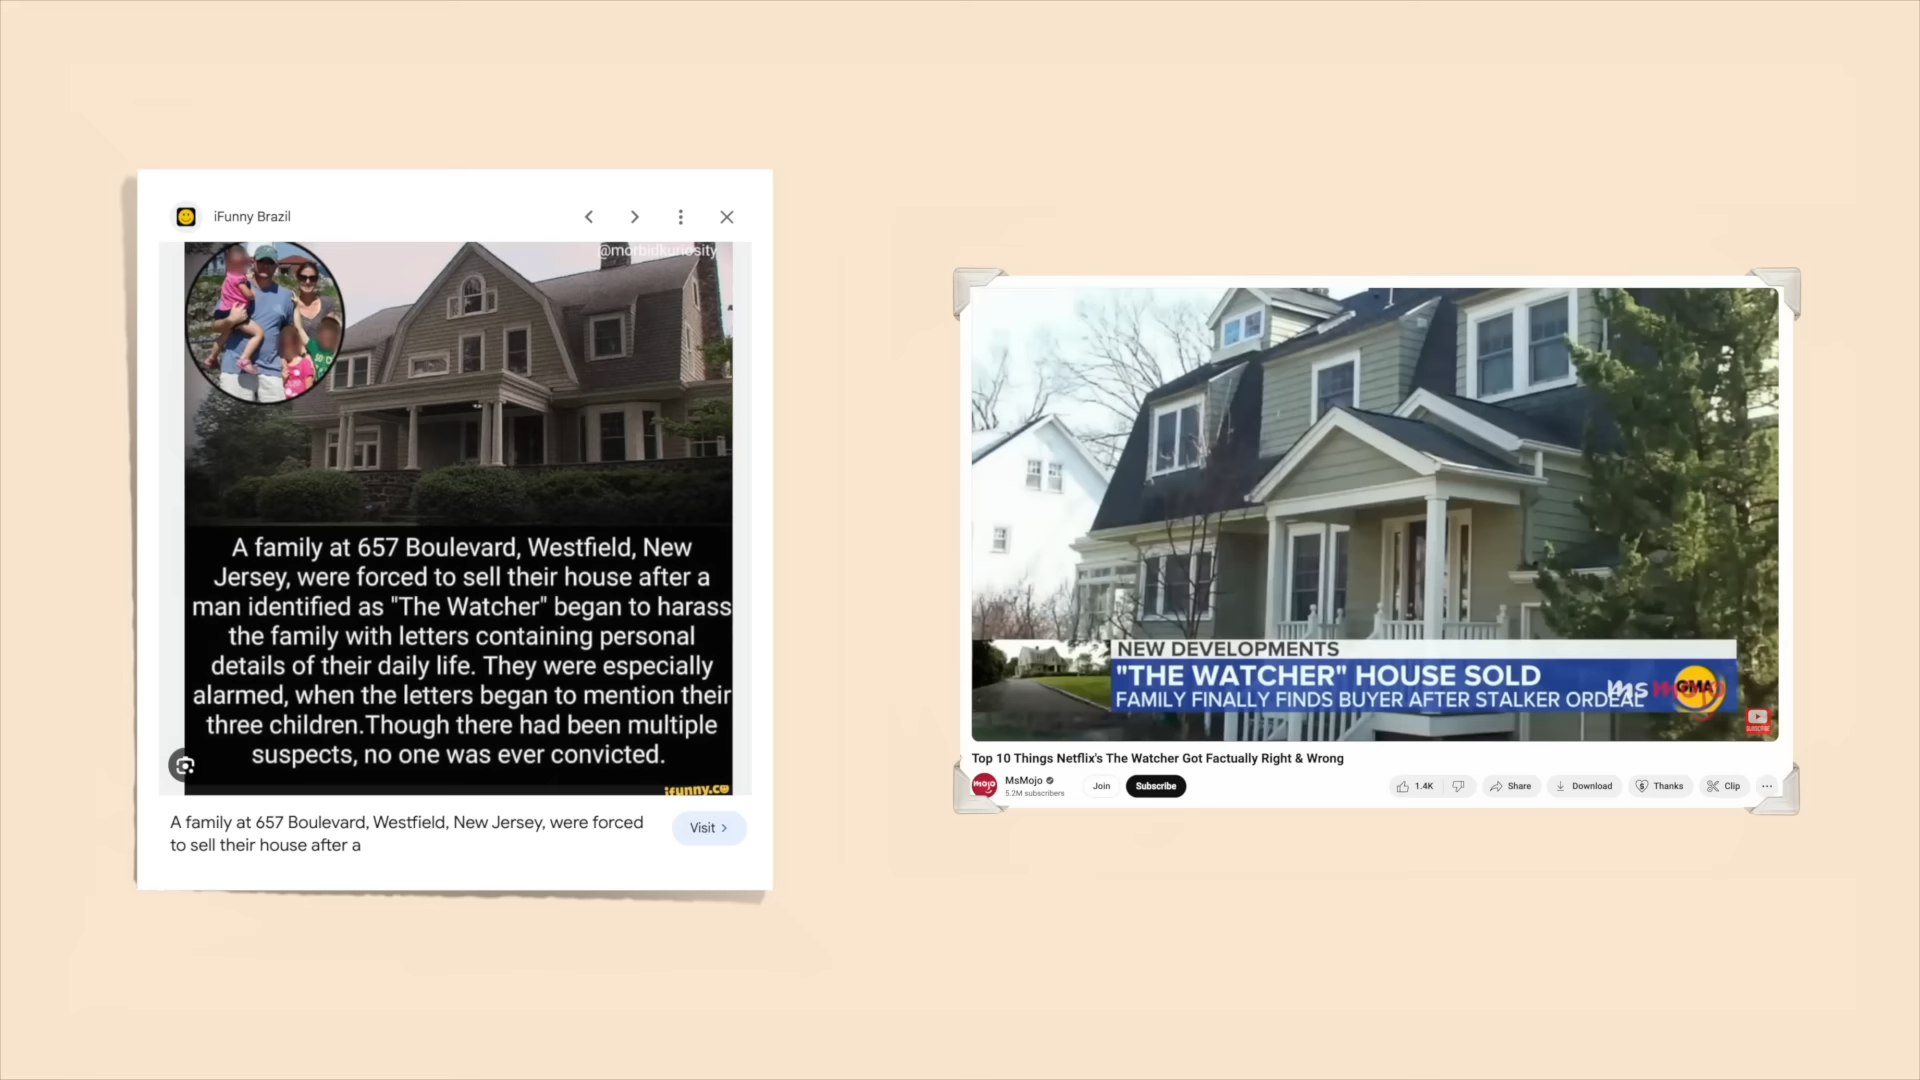 iFunny Brazil
@morbidkuriosity
A family at 657 Boulevard, Westfield, New
Jersey, were forced to sell their house after a
man identified as "The Watcher" began to harass
the family with letters containing personal
details of their daily life. They were especially
alarmed, when the letters began to mention their
three children.Though there had been multiple
suspects, no one was ever convicted.
ifunny.co
A family at 657 Boulevard, Westfield, New Jersey, were forced
to sell their house after a
Visit
NEW DEVELOPMENTS
"THE WATCHER" HOUSE SOLD
FAMILY FINALLY FINDS BUYER AFTER STALKER ORDEAL
ms mojo
GMA
SUBSCRIBE
Top 10 Things Netflix's The Watcher Got Factually Right & Wrong
mojo
MsMojo
5.2M subscribers
Join
Subscribe
1.4K
Share
Download
Thanks
Clip